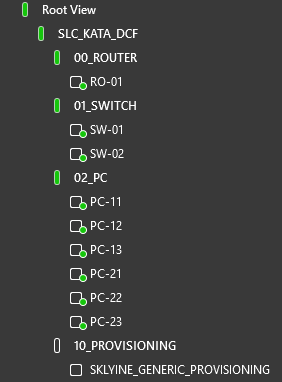 Root View
SLC_KATA_DCF
00_ROUTER
RO-01
01_SWITCH
SW-01
SW-02
02_PC
PC-11
PC-12
PC-13
PC-21
PC-22
PC-23
10_PROVISIONING
SKLYINE_GENERIC_PROVISIONING